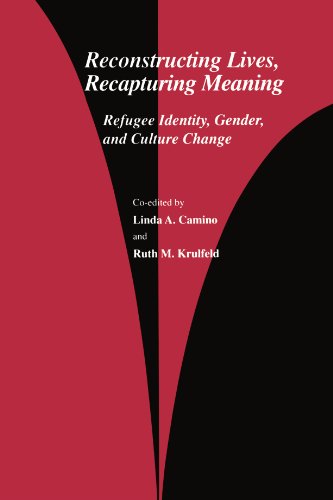 Reconstructing Lives,
Recapturing Meaning
Refugee Identity, Gender,
and Culture Change
Co-edited by
Linda A. Camino
and
Ruth M. Krulfeld